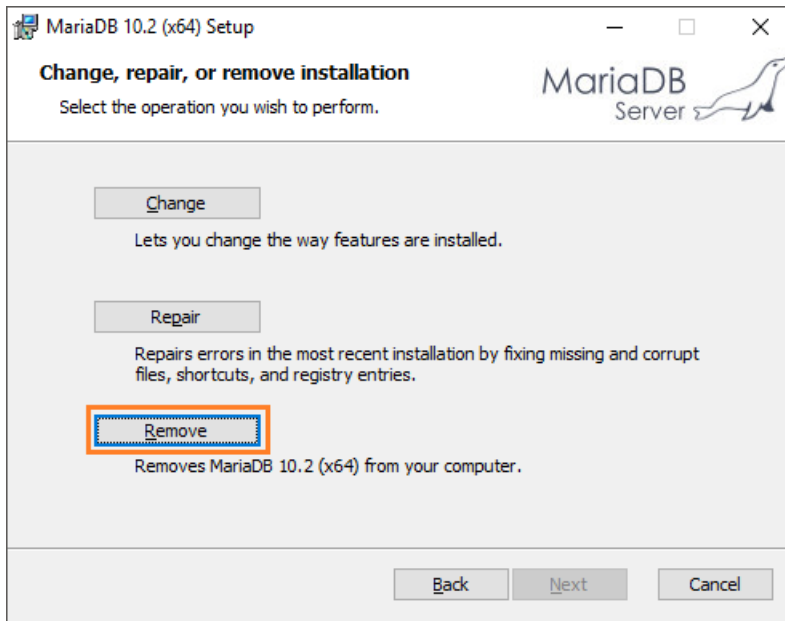 MariaDB 10.2 (x64) Setup
Change, repair, or remove installation
Select the operation you wish to perform.
MariaDB
Server
Change
Lets you change the way features are installed.
Repair
Repairs errors in the most recent installation by fixing missing and corrupt
files, shortcuts, and registry entries.
Remove
Removes MariaDB 10.2 (x64) from your computer.
Back Next Cancel